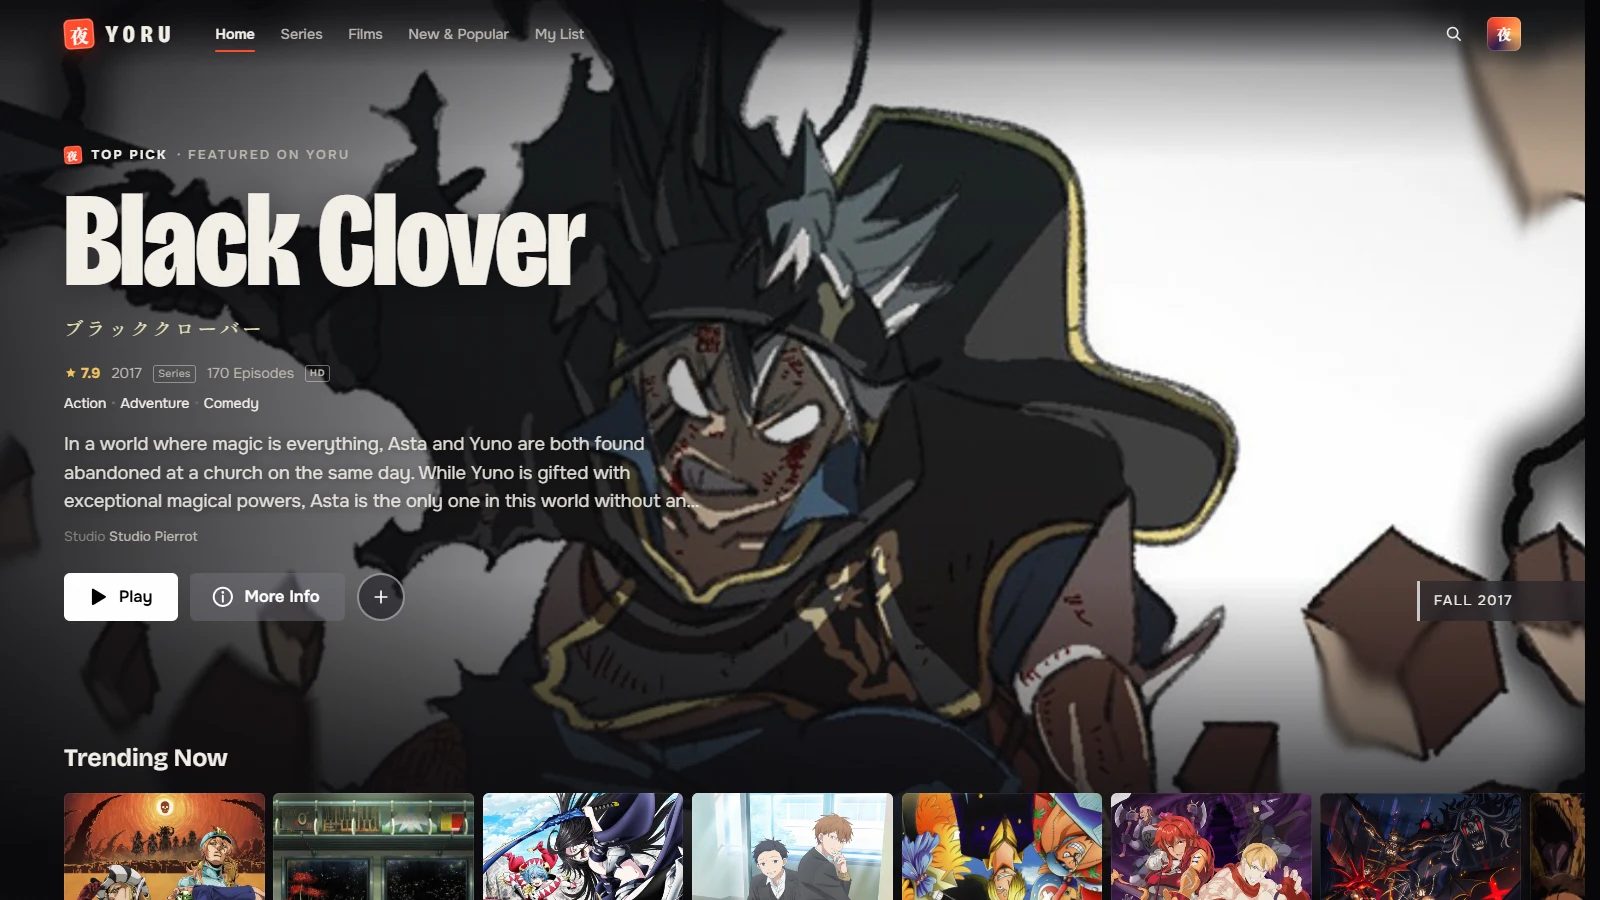 夜 YORU Home Series Films New & Popular My List 夜
夜 TOP PICK · FEATURED ON YORU
Black Clover
ブラッククローバー
★ 7.9 2017 Series 170 Episodes HD
Action · Adventure · Comedy
In a world where magic is everything, Asta and Yuno are both found
abandoned at a church on the same day. While Yuno is gifted with
exceptional magical powers, Asta is the only one in this world without an...
Studio Studio Pierrot
Play More Info
FALL 2017
Trending Now